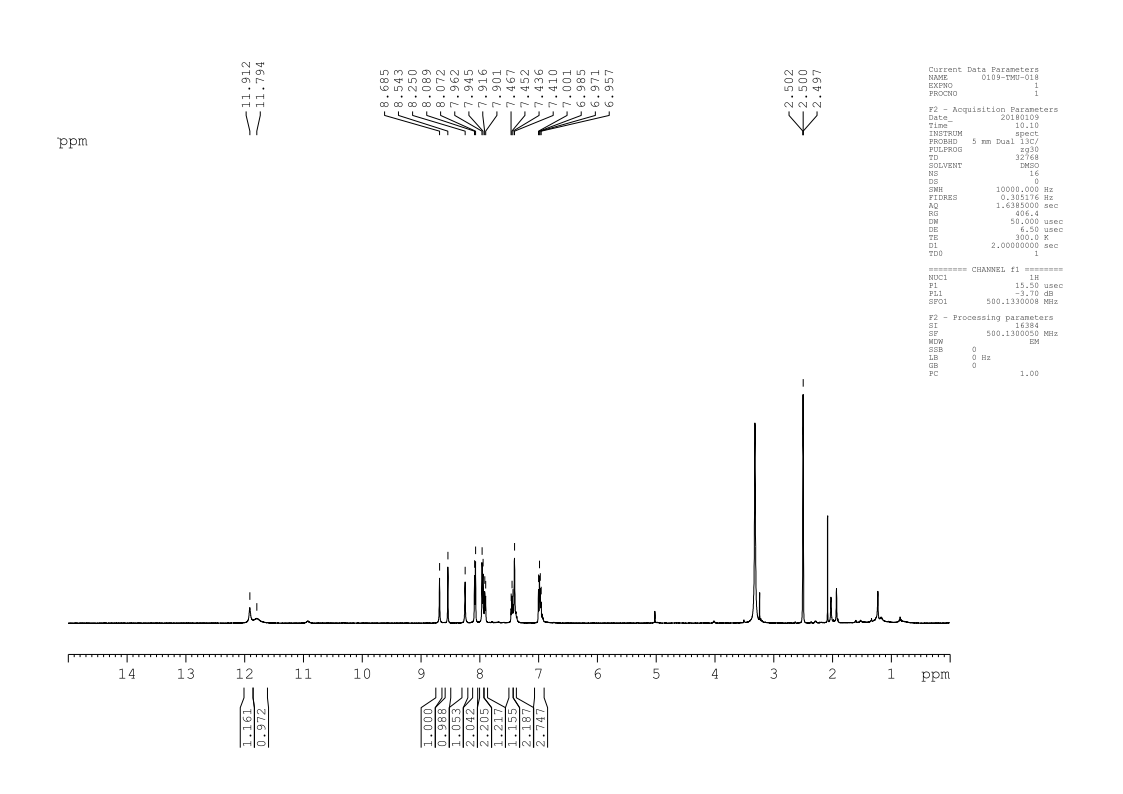 11.912
11.794
8.685
8.543
8.250
8.089
8.072
7.962
7.945
7.916
7.901
7.467
7.452
7.436
7.410
7.001
6.985
6.971
6.957
2.502
2.500
2.497
ppm
Current Data Parameters
NAME 0109-TMU-018
EXPNO 1
PROCNO 1
F2 - Acquisition Parameters
Date_ 20180109
Time 10.10
INSTRUM spect
PROBHD 5 mm Dual 13C/
PULPROG zg30
TD 32768
SOLVENT DMSO
NS 16
DS 0
SWH 10000.000 Hz
FIDRES 0.305176 Hz
AQ 1.6385000 sec
RG 406.4
DW 50.000 usec
DE 6.50 usec
TE 300.0 K
D1 2.00000000 sec
TD0 1
======== CHANNEL f1 ========
NUC1 1H
P1 15.50 usec
PL1 -3.70 dB
SFO1 500.1330008 MHz
F2 - Processing parameters
SI 16384
SF 500.1300050 MHz
WDW EM
SSB 0
LB 0 Hz
GB 0
PC 1.00
14 13 12 11 10 9 8 7 6 5 4 3 2 1 ppm
1.161
0.972
1.000
0.988
1.053
2.042
2.205
1.217
1.155
2.187
2.747